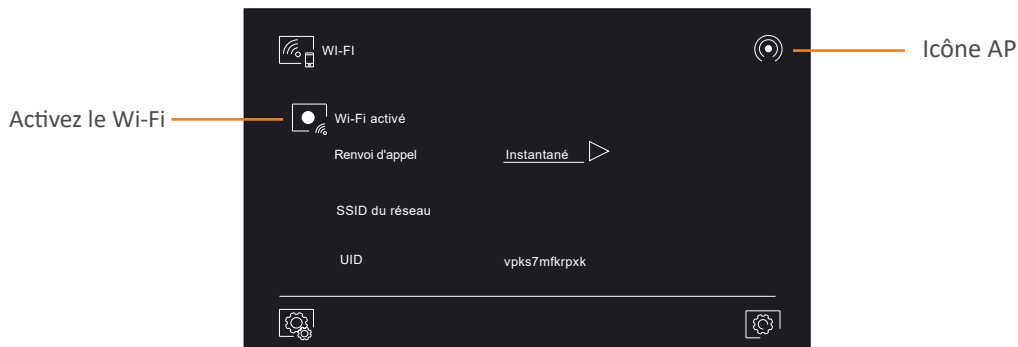 WI-FI
Icône AP
Activez le Wi-Fi
Wi-Fi activé
Renvoi d'appel Instantané
SSID du réseau
UID vpks7mfkrpxk